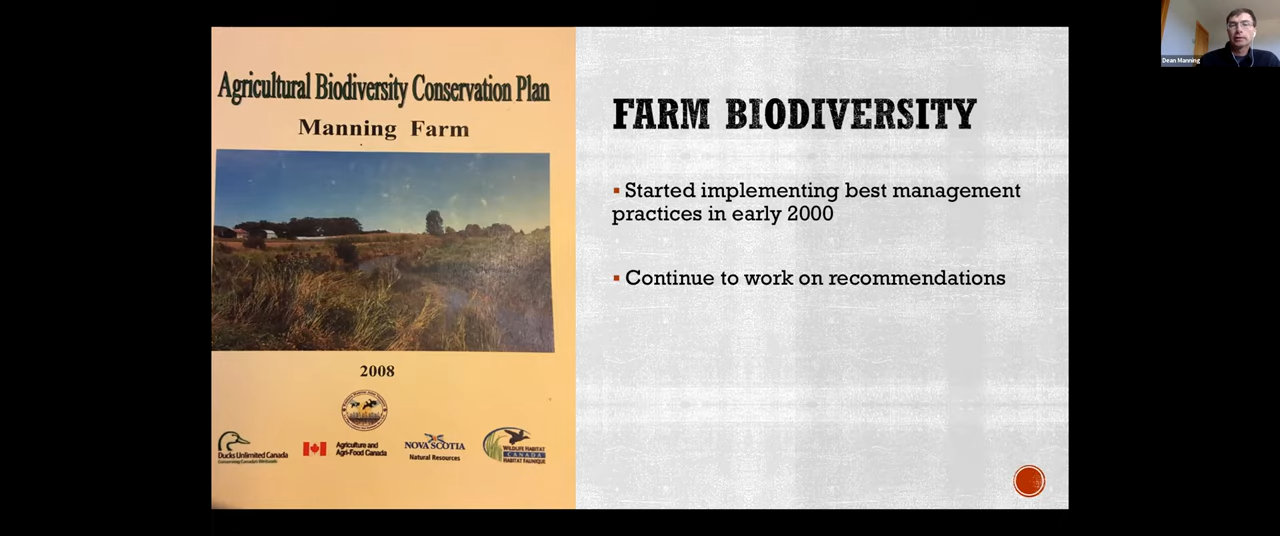 Agricultural Biodiversity Conservation Plan
Manning Farm
2008
Ducks Unlimited Canada
Conserving Canada's Wetlands
Agriculture and
Agri-Food Canada
NOVA SCOTIA
Natural Resources
WILDLIFE HABITAT
CANADA
HABITAT FAUNIQUE
FARM BIODIVERSITY
▪ Started implementing best management
practices in early 2000
▪ Continue to work on recommendations
Dean Manning